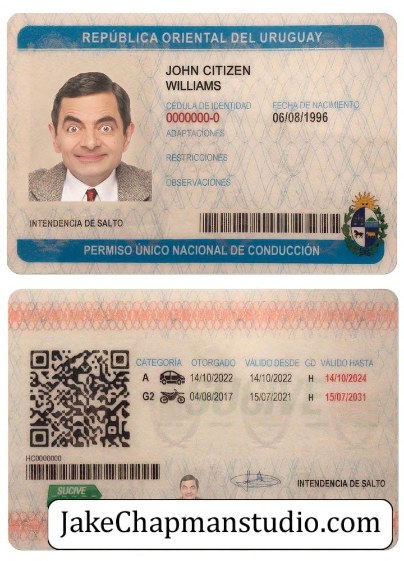 REPÚBLICA ORIENTAL DEL URUGUAY
JOHN CITIZEN
WILLIAMS
CÉDULA DE IDENTIDAD FECHA DE NACIMIENTO
0000000-0 06/08/1996
ADAPTACIONES
RESTRICCIONES
OBSERVACIONES
INTENDENCIA DE SALTO
PERMISO ÚNICO NACIONAL DE CONDUCCIÓN
CATEGORÍA OTORGADO VÁLIDO DESDE GD VÁLIDO HASTA
A 14/10/2022 14/10/2022 H 14/10/2024
G2 04/08/2017 15/07/2021 H 15/07/2031
HC0000000
SUCIVE
INTENDENCIA DE SALTO
JakeChapmanstudio.com